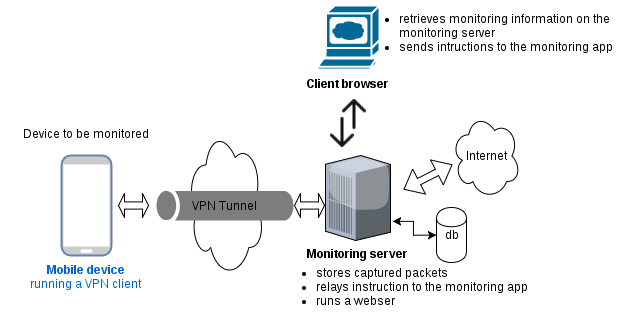 • retrieves monitoring information on the
monitoring server
• sends intructions to the monitoring app
Client browser
Device to be monitored
Internet
VPN Tunnel
db
Mobile device
running a VPN client
Monitoring server
• stores captured packets
• relays instruction to the monitoring app
• runs a webser